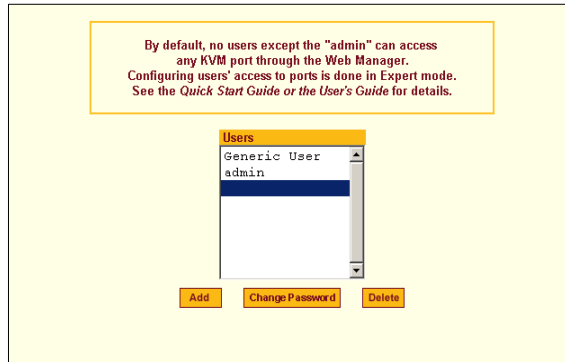 By default, no users except the "admin" can access
any KVM port through the Web Manager.
Configuring users' access to ports is done in Expert mode.
See the Quick Start Guide or the User's Guide for details.
Users
Generic User
admin
Add Change Password Delete